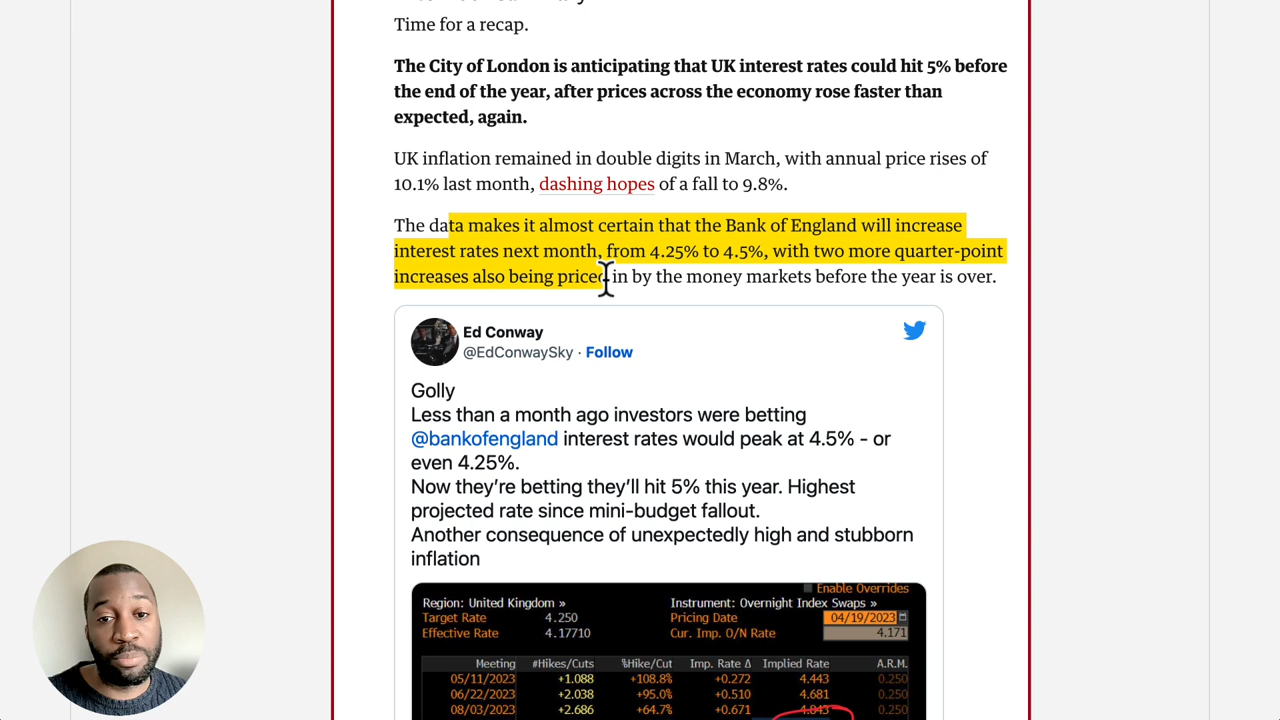 Time for a recap.
The City of London is anticipating that UK interest rates could hit 5% before
the end of the year, after prices across the economy rose faster than
expected, again.
UK inflation remained in double digits in March, with annual price rises of
10.1% last month, dashing hopes of a fall to 9.8%.
The data makes it almost certain that the Bank of England will increase
interest rates next month, from 4.25% to 4.5%, with two more quarter-point
increases also being priced in by the money markets before the year is over.
Ed Conway
@EdConwaySky · Follow
Golly
Less than a month ago investors were betting
@bankofengland interest rates would peak at 4.5% - or
even 4.25%.
Now they're betting they'll hit 5% this year. Highest
projected rate since mini-budget fallout.
Another consequence of unexpectedly high and stubborn
inflation
Enable Overrides
Region: United Kingdom » Instrument: Overnight Index Swaps »
Target Rate 4.250 Pricing Date 04/19/2023
Effective Rate 4.17710 Cur. Imp. O/N Rate 4.171
Meeting #Hikes/Cuts %Hike/Cut Imp. Rate Δ Implied Rate A.R.M.
05/11/2023 +1.088 +108.8% +0.272 4.443 0.250
06/22/2023 +2.038 +95.0% +0.510 4.681 0.250
08/03/2023 +2.686 +64.7% +0.671 4.843 0.250